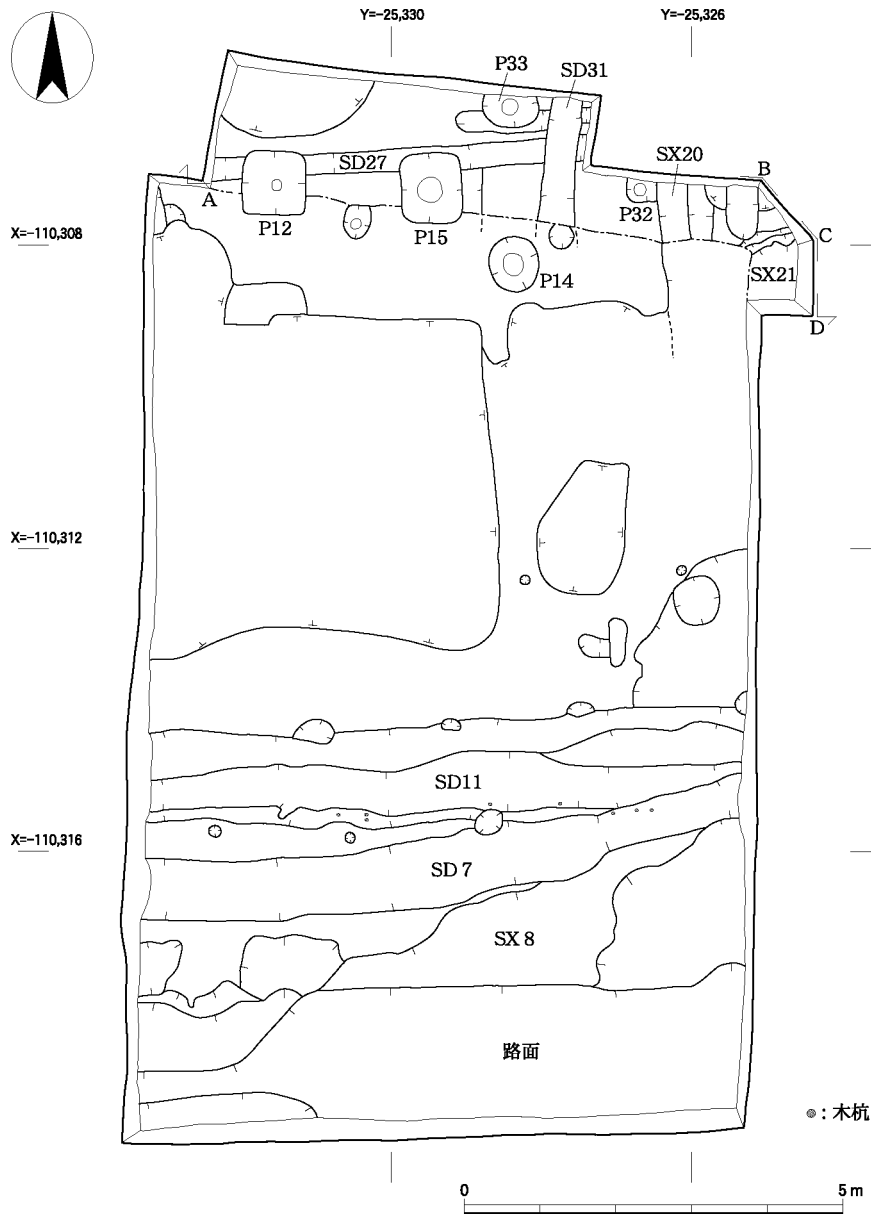 Y=-25,330
Y=-25,326
P33
SD31
SX20
SD27
B
A
P32
C
P12
P15
X=-110,308
SX21
P14
D
X=-110,312
SD11
X=-110,316
SD 7
SX 8
路面
:木杭
0
5 m